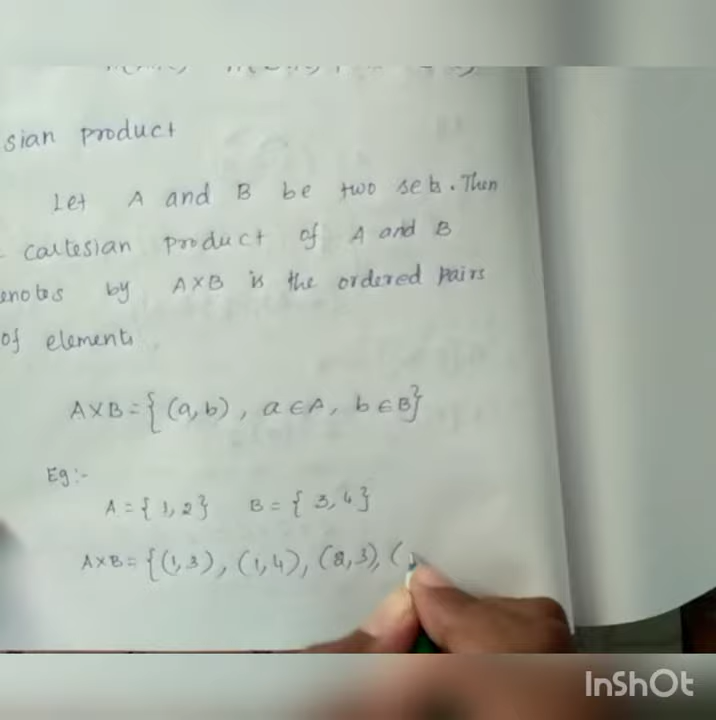 sian product
Let A and B be two sets. Then
cartesian product of A and B
enotes by A×B is the ordered pairs
of elements.
A×B = { (a,b) , a ∈ A, b ∈ B}
Eg:-
A = { 1, 2 } B = { 3, 4 }
A×B = { (1,3), (1,4), (2,3), (
InShOt